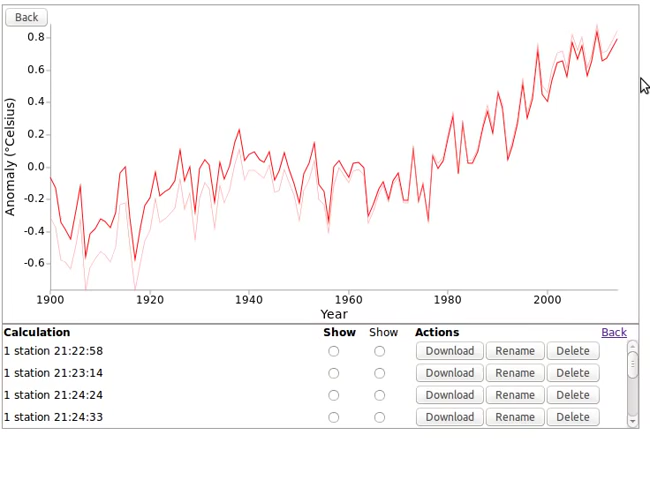 Back
0.8
0.6
0.4
0.2
0.0
-0.2
-0.4
-0.6
Anomaly (°Celsius)
1900 1920 1940 1960 1980 2000
Year
Calculation Show Show Actions Back
1 station 21:22:58 Download Rename Delete
1 station 21:23:14 Download Rename Delete
1 station 21:24:24 Download Rename Delete
1 station 21:24:33 Download Rename Delete